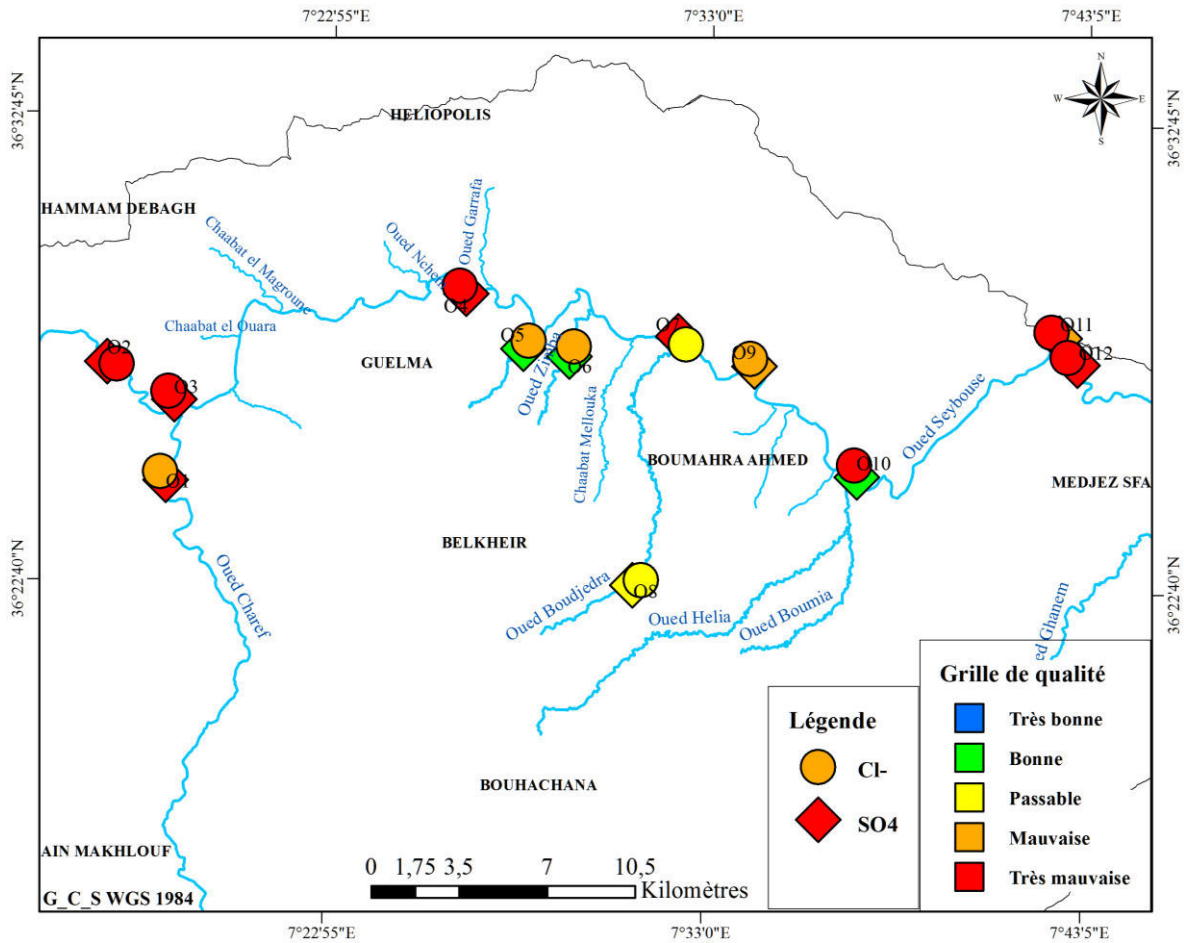 7°22'55"E
7°33'0"E
7°43'5"E
36°32'45"N
36°32'45"N
HELIOPOLIS
HAMMAM DEBAGH
Chaabat el Magroune
Oued Garrafa
Chaabat el Ouara
O4
O5
O6
O7
O9
O11
O12
O2
O3
GUELMA
Oued Zimba
Chaabat Mellouka
BOUMAHRA AHMED
O10
Oued Seybouse
O1
MEDJEZ SFA
BELKHEIR
36°22'40"N
36°22'40"N
Oued Charef
Oued Boudjedra
O8
Oued Helia
Oued Boumia
ed Ghanem
BOUHACHANA
AIN MAKHLOUF
G_C_S WGS 1984
Légende
Cl-
SO4
Grille de qualité
Très bonne
Bonne
Passable
Mauvaise
Très mauvaise
0 1,75 3,5 7 10,5
Kilomètres
N
W
E
S
7°22'55"E
7°33'0"E
7°43'5"E